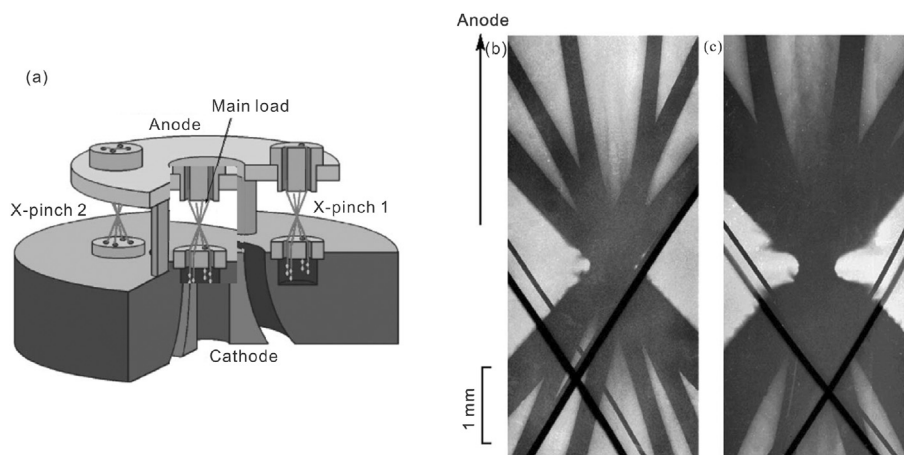 (a)
Main load
Anode
X-pinch 2
X-pinch 1
Cathode
Anode
(b)
(c)
1 mm